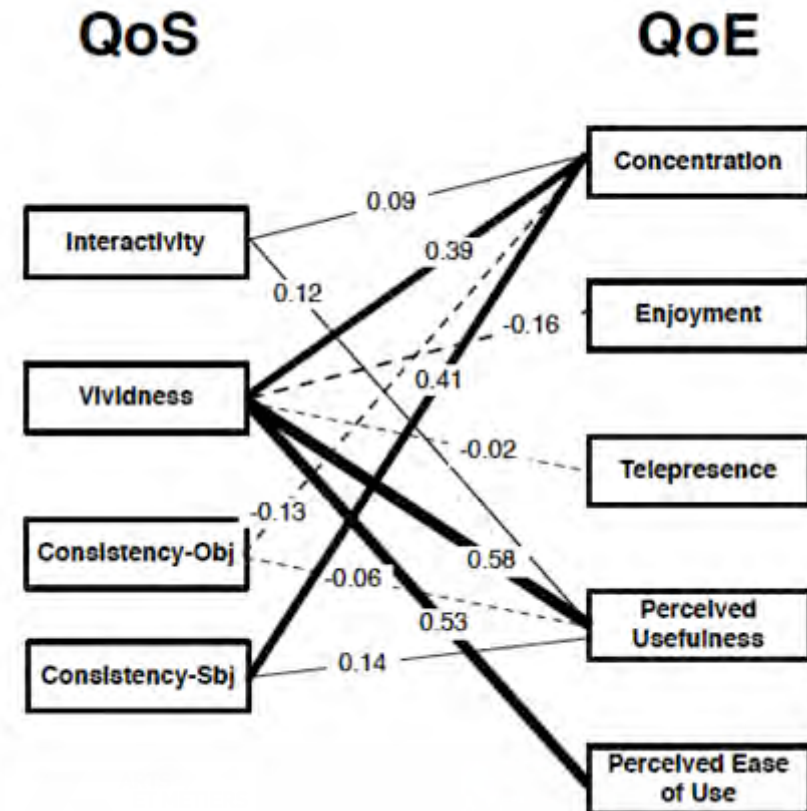 QoS
QoE
Concentration
Interactivity
0.09
0.39
0.12
Enjoyment
-0.16
Vividness
0.41
Telepresence
-0.02
-0.13
Consistency-Obj
0.58
-0.06
Perceived
Usefulness
0.53
Consistency-Sbj
0.14
Perceived Ease
of Use